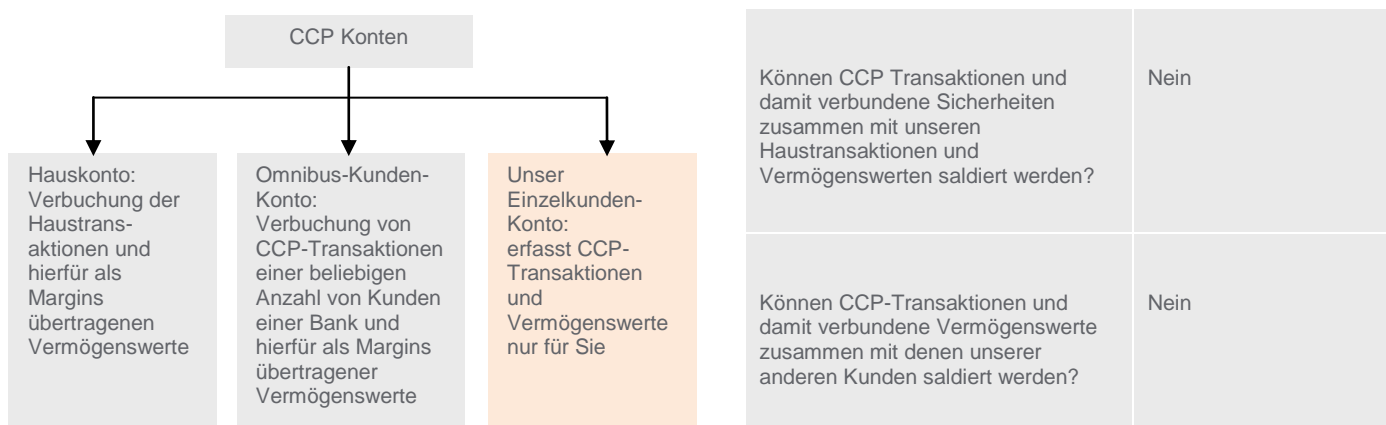 CCP Konten
Hauskonto:
Verbuchung der
Haustrans-
aktionen und
hierfür als
Margins
übertragenen
Vermögenswerte
Omnibus-Kunden-
Konto:
Verbuchung von
CCP-Transaktionen
einer beliebigen
Anzahl von Kunden
einer Bank und
hierfür als Margins
übertragener
Vermögenswerte
Unser
Einzelkunden-
Konto:
erfasst CCP-
Transaktionen
und
Vermögenswerte
nur für Sie
Können CCP Transaktionen und
damit verbundene Sicherheiten
zusammen mit unseren
Haustransaktionen und
Vermögenswerten saldiert werden?
Nein
Können CCP-Transaktionen und
damit verbundene Vermögenswerte
zusammen mit denen unserer
anderen Kunden saldiert werden?
Nein